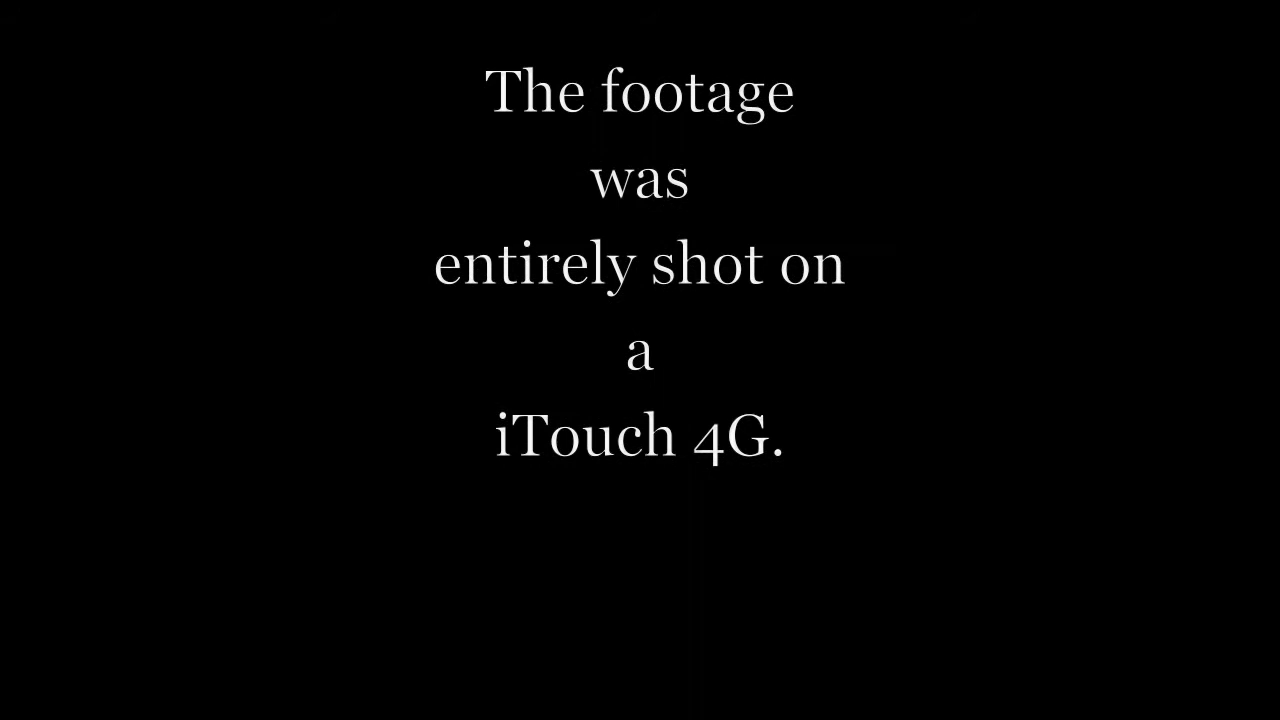 The footage
was
entirely shot on
a
iTouch 4G.